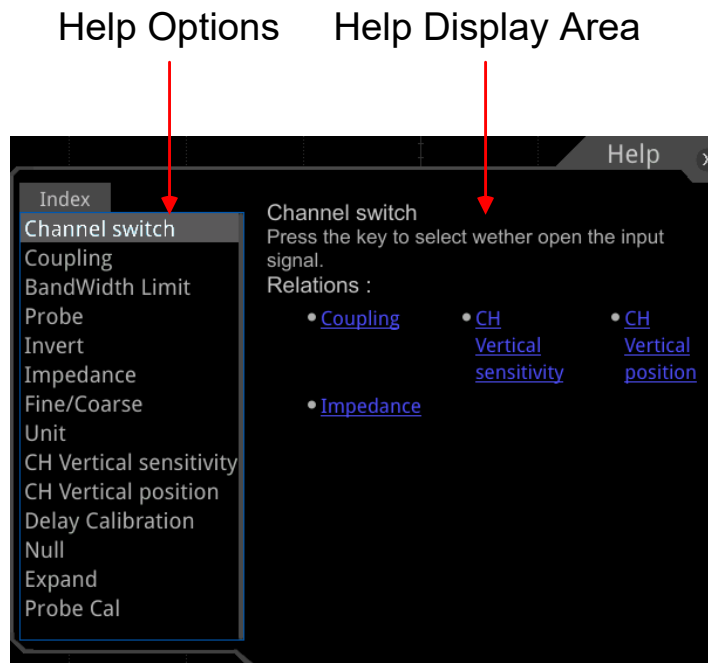 Help Options Help Display Area
Help x
Index
Channel switch
Coupling
BandWidth Limit
Probe
Invert
Impedance
Fine/Coarse
Unit
CH Vertical sensitivity
CH Vertical position
Delay Calibration
Null
Expand
Probe Cal
Channel switch
Press the key to select wether open the input
signal.
Relations :
• Coupling • CH • CH
Vertical Vertical
sensitivity position
• Impedance